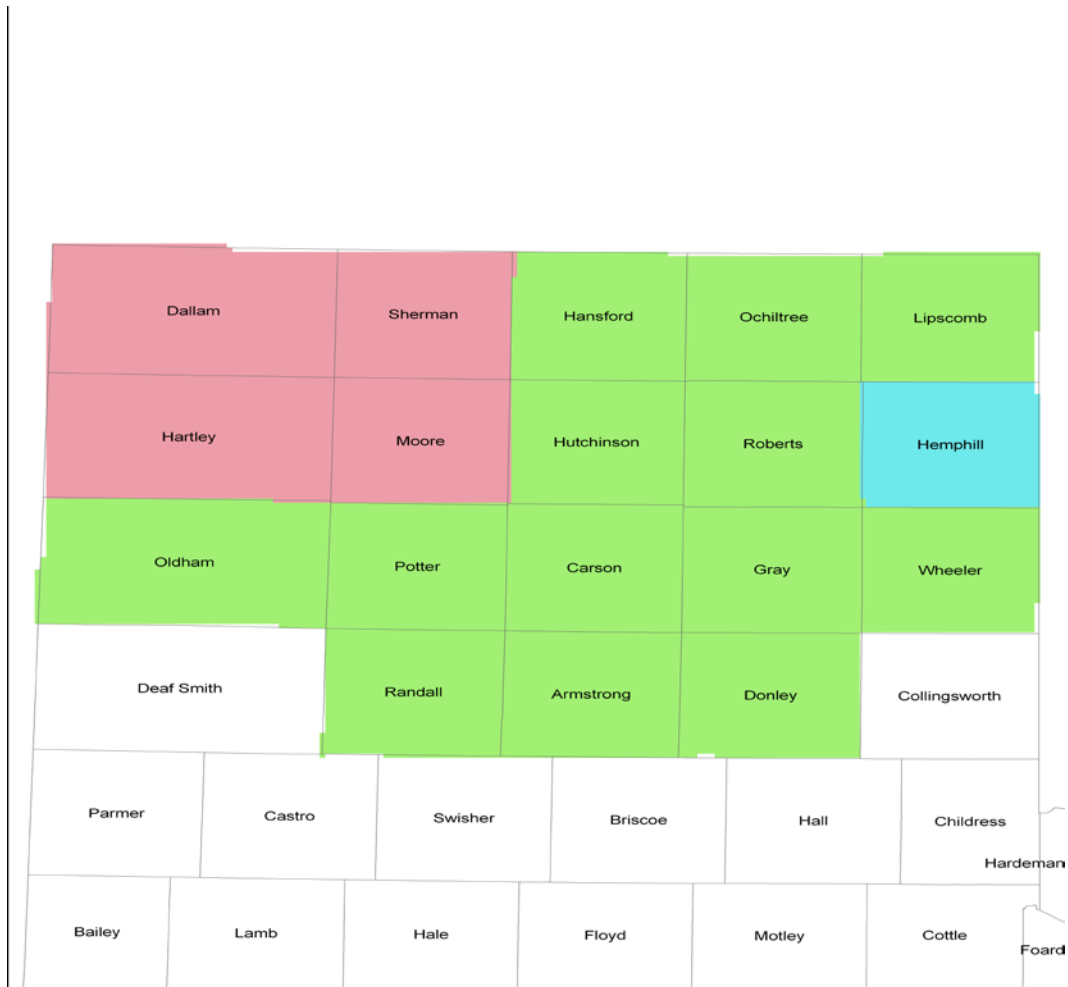 Dallam
Sherman
Hansford
Ochiltree
Lipscomb
Hartley
Moore
Hutchinson
Roberts
Hemphill
Oldham
Potter
Carson
Gray
Wheeler
Deaf Smith
Randall
Armstrong
Donley
Collingsworth
Parmer
Castro
Swisher
Briscoe
Hall
Childress
Hardeman
Bailey
Lamb
Hale
Floyd
Motley
Cottle
Foard